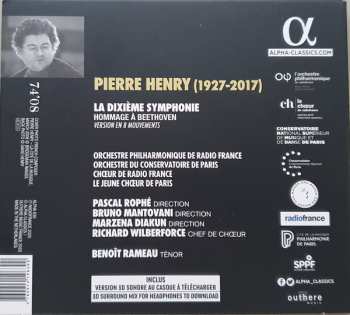 α
ALPHA-CLASSICS.COM
74'08
PIERRE HENRY (1927-2017)
LA DIXIÈME SYMPHONIE
HOMMAGE À BEETHOVEN
VERSION EN 8 MOUVEMENTS
ORCHESTRE PHILHARMONIQUE DE RADIO FRANCE
ORCHESTRE DU CONSERVATOIRE DE PARIS
CHŒUR DE RADIO FRANCE
LE JEUNE CHŒUR DE PARIS
PASCAL ROPHÉ DIRECTION
BRUNO MANTOVANI DIRECTION
MARZENA DIAKUN DIRECTION
RICHARD WILBERFORCE CHEF DE CHŒUR
BENOÎT RAMEAU TÉNOR
INCLUS
VERSION 3D SONORE AU CASQUE À TÉLÉCHARGER
3D SURROUND MIX FOR HEADPHONES TO DOWNLOAD
l'orchestre
philharmonique
le chœur
CONSERVATOIRE
NATIONAL SUPÉRIEUR
DE MUSIQUE ET
DE DANSE DE PARIS
radiofrance
PHILHARMONIE
DE PARIS
SPPF
ALPHA_CLASSICS
outhere
MUSIC